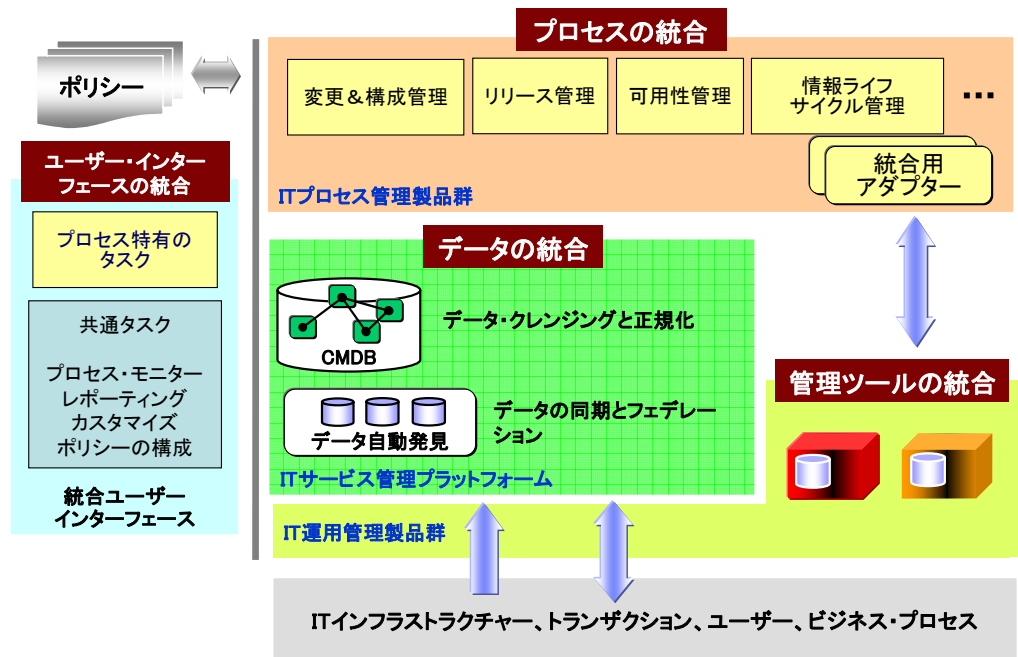 ポリシー
ユーザー・インター
フェースの統合
プロセス特有の
タスク
共通タスク
プロセス・モニター
レポーティング
カスタマイズ
ポリシーの構成
統合ユーザー
インターフェース
プロセスの統合
変更＆構成管理
リリース管理
可用性管理
情報ライフ
サイクル管理
...
統合用
アダプター
ITプロセス管理製品群
データの統合
CMDB
データ・クレンジングと正規化
データ自動発見
データの同期とフェデレー
ション
ITサービス管理プラットフォーム
管理ツールの統合
IT運用管理製品群
ITインフラストラクチャー、トランザクション、ユーザー、ビジネス・プロセス